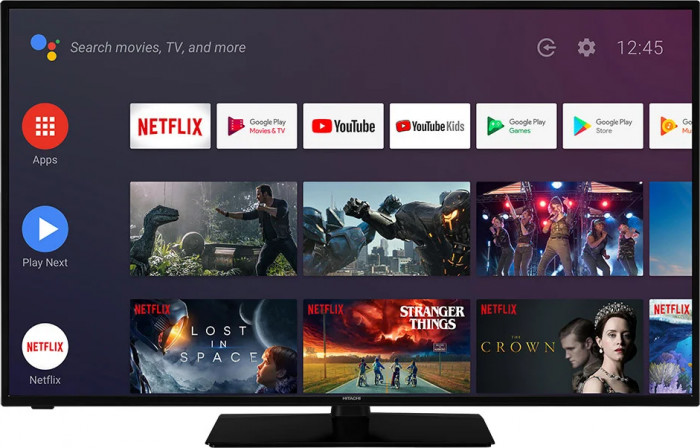 Search movies, TV, and more
12:45
NETFLIX
Google Play
Movies & TV
YouTube
YouTube Kids
Google Play
Games
Google Play
Store
Google
Mu
Apps
Play Next
NETFLIX
LOST
IN
SPACE
NETFLIX
STRANGER
THINGS
NETFLIX
THE
CROWN
NETFLIX
NETFLIX
Netflix
HITACHI